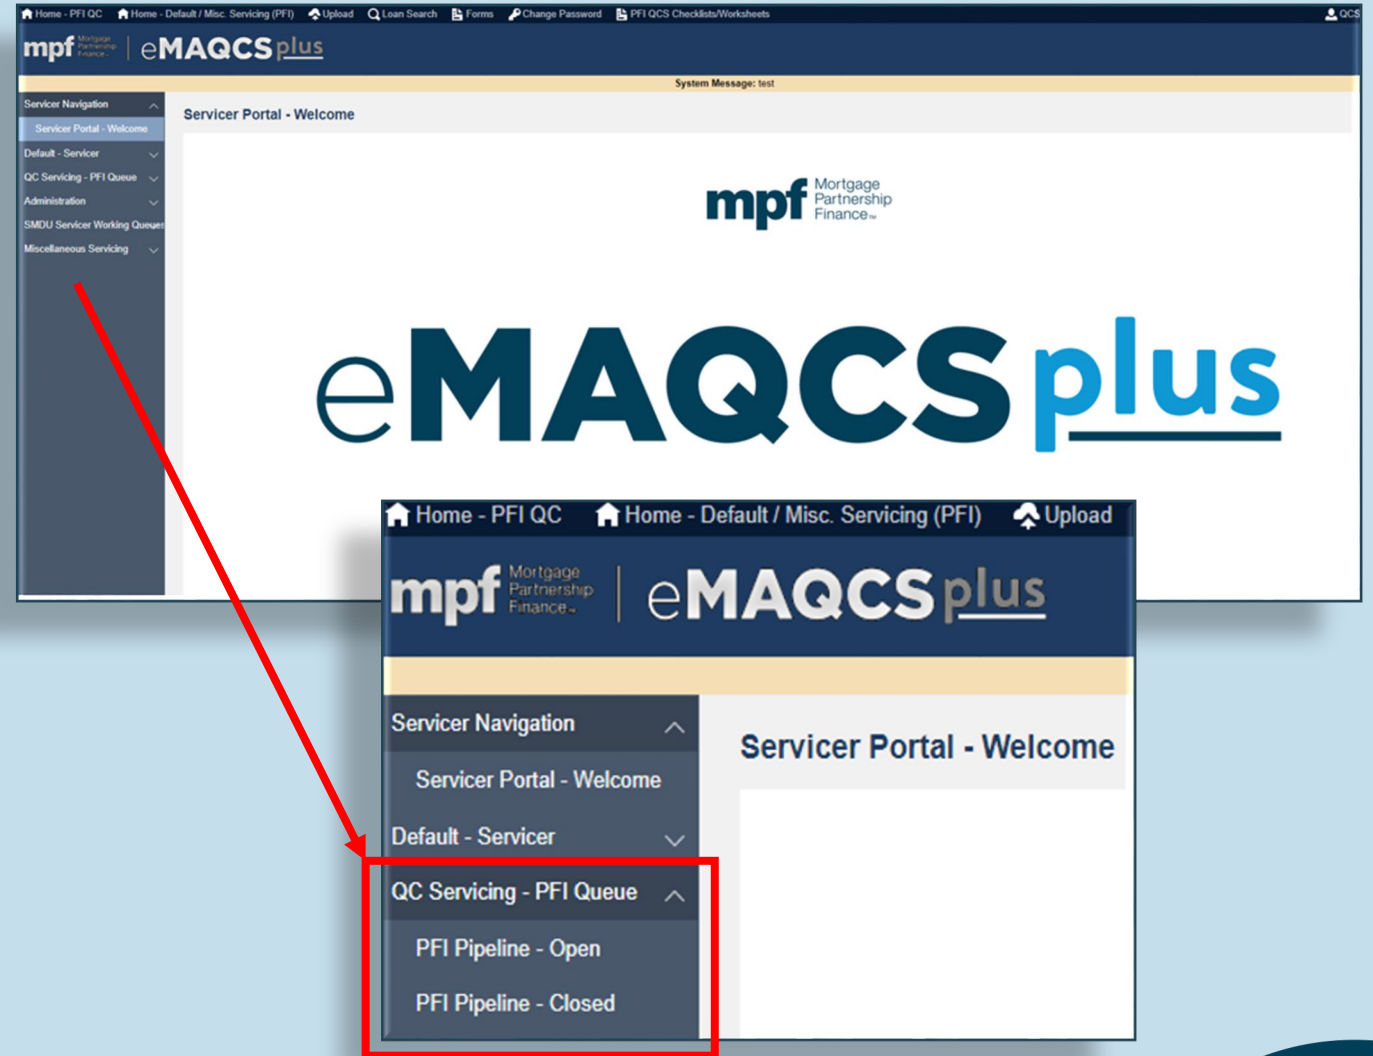 Home - PFI QC Home - Default / Misc. Servicing (PFI) Upload Loan Search Forms Change Password PFI QCS Checklists/Worksheets QCS
mpf Mortgage Partnership Finance | eMAQCS plus
System Message: test
Servicer Navigation
Servicer Portal - Welcome
Default - Servicer
QC Servicing - PFI Queue
Administration
SMDU Servicer Working Queues
Miscellaneous Servicing
Servicer Portal - Welcome
mpf Mortgage
Partnership
Finance™
eMAQCS plus
Home - PFI QC Home - Default / Misc. Servicing (PFI) Upload
mpf Mortgage
Partnership
Finance
| eMAQCS plus
Servicer Navigation
Servicer Portal - Welcome
Default - Servicer
QC Servicing - PFI Queue
PFI Pipeline - Open
PFI Pipeline - Closed
Servicer Portal - Welcome